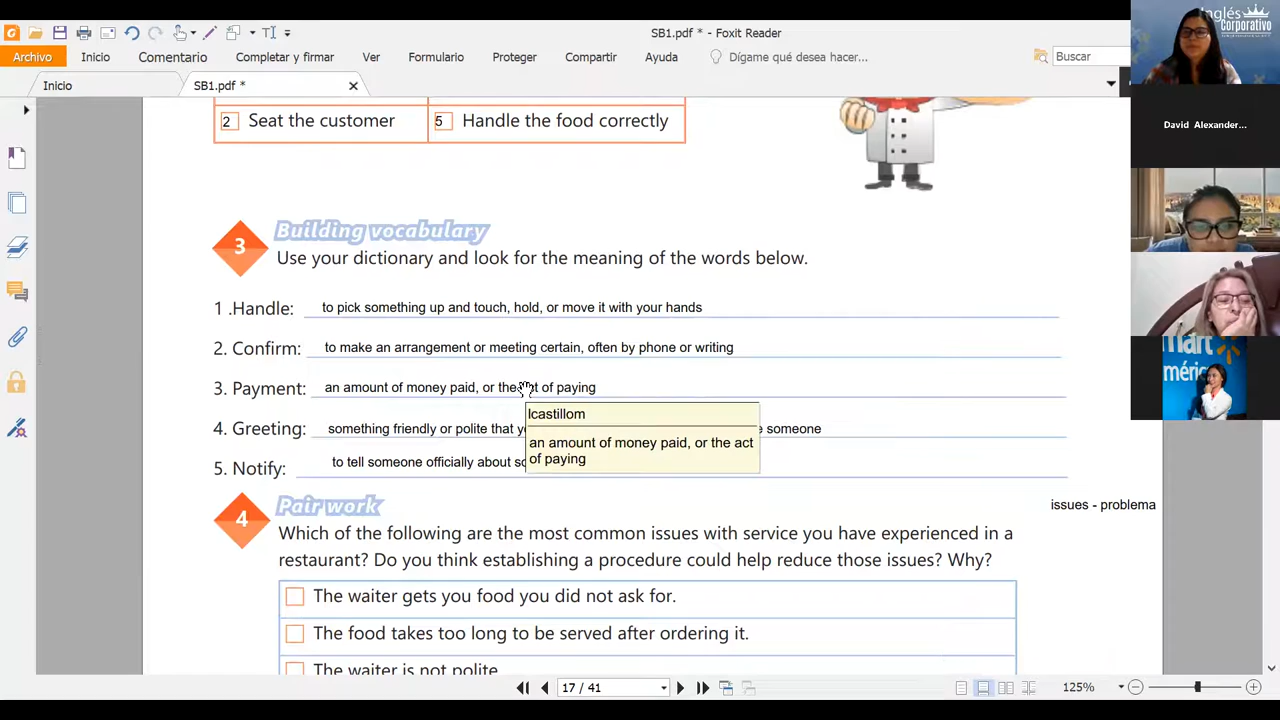 SB1.pdf * - Foxit Reader
Archivo Inicio Comentario Completar y firmar Ver Formulario Proteger Compartir Ayuda Dígame qué desea hacer... Buscar
Inicio SB1.pdf *
Inglés Corporativo
David Alexander...
2 Seat the customer 5 Handle the food correctly
3 Building vocabulary
Use your dictionary and look for the meaning of the words below.
1 .Handle: to pick something up and touch, hold, or move it with your hands
2. Confirm: to make an arrangement or meeting certain, often by phone or writing
3. Payment: an amount of money paid, or the of paying
lcastillom
4. Greeting: something friendly or polite that someone
an amount of money paid, or the act
of paying
5. Notify: to tell someone officially about
4 Pair work
issues - problema
Which of the following are the most common issues with service you have experienced in a
restaurant? Do you think establishing a procedure could help reduce those issues? Why?
The waiter gets you food you did not ask for.
The food takes too long to be served after ordering it.
The waiter is not polite
17 / 41 125%